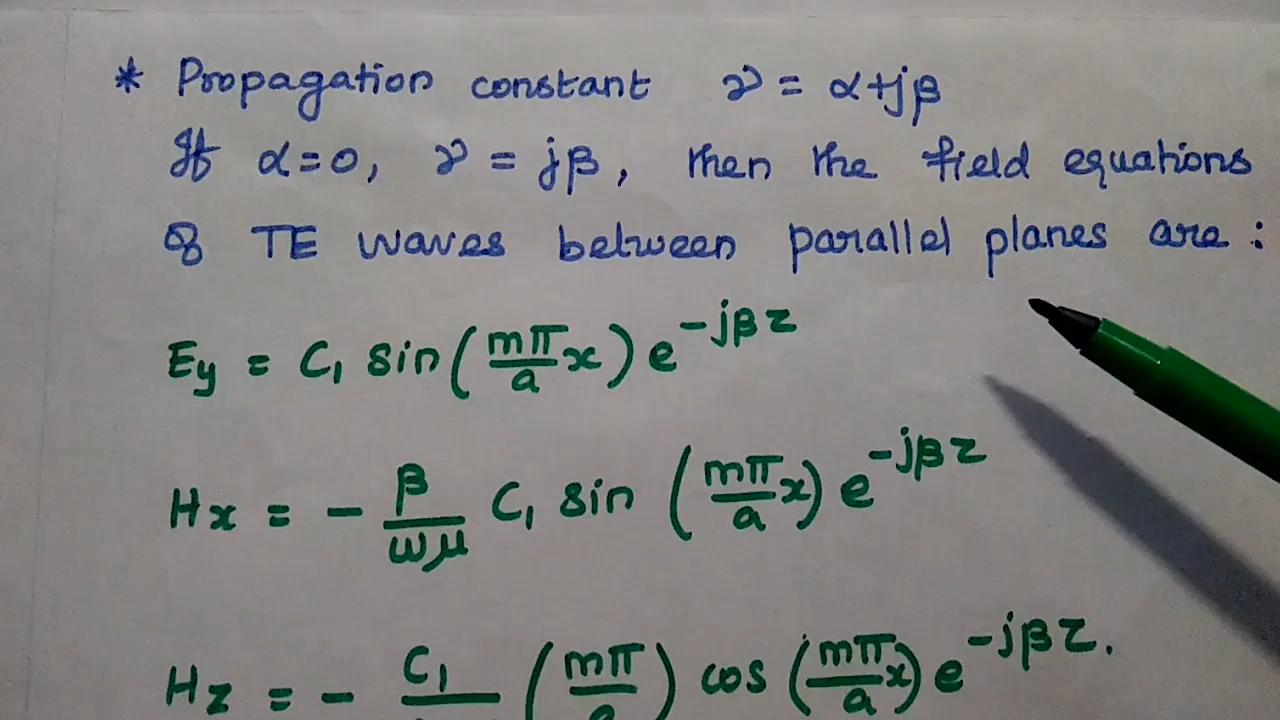 * Propagation constant γ = α+jβ
If α=0, γ = jβ, then the field equations
of TE waves between parallel planes are :
Ey = C₁ sin(mπ/a x) e^-jβz
Hx = - β/ωμ C₁ sin (mπ/a x) e^-jβz
Hz = - C₁ (mπ/a) cos (mπ/a x) e^-jβz.